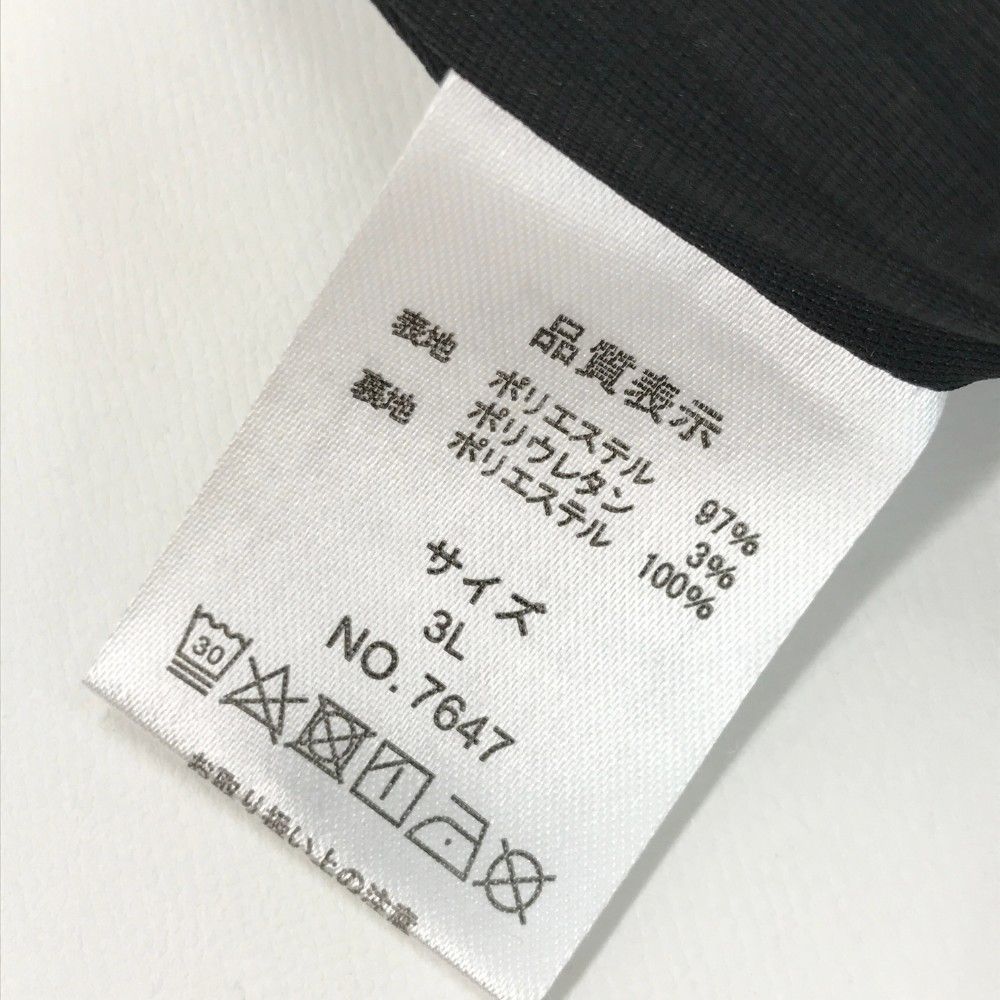 品質表示
表地 ポリエステル 97%
ポリウレタン 3%
裏地 ポリエステル 100%
サイズ
3L
NO.7647
30
お取り扱い上の注意